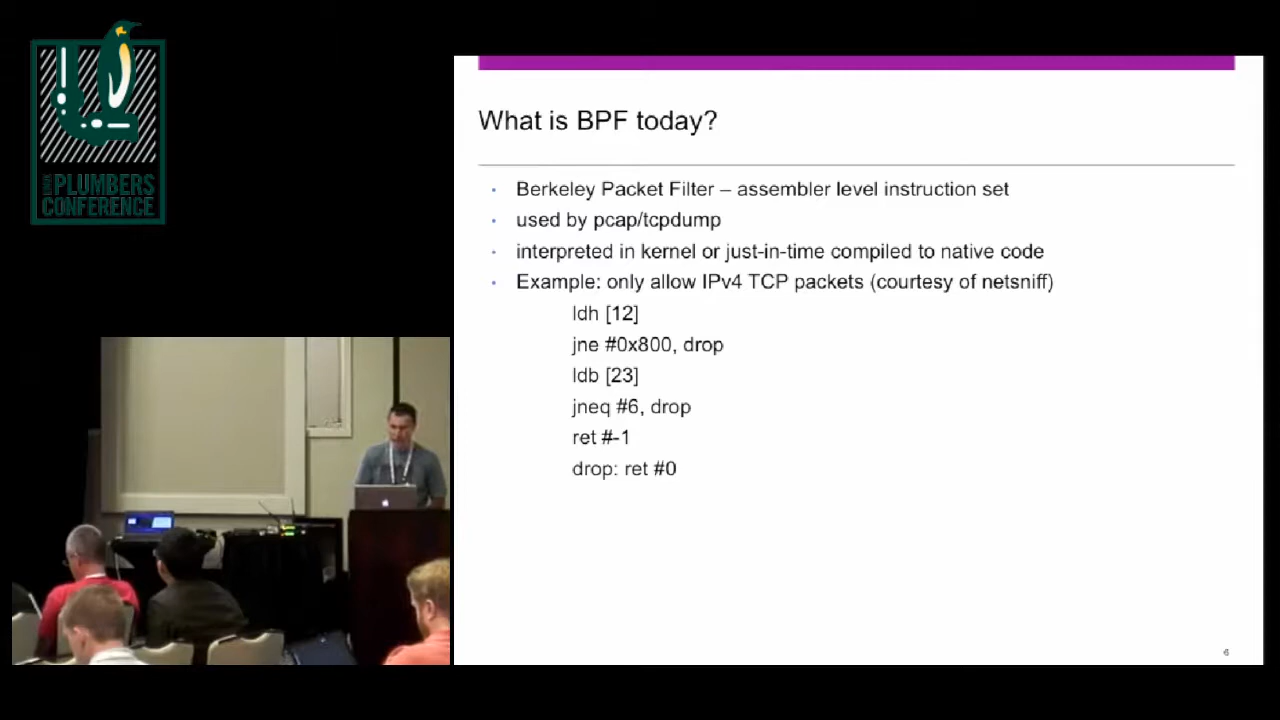 LINUX
PLUMBERS
CONFERENCE
What is BPF today?
· Berkeley Packet Filter – assembler level instruction set
· used by pcap/tcpdump
· interpreted in kernel or just-in-time compiled to native code
· Example: only allow IPv4 TCP packets (courtesy of netsniff)
ldh [12]
jne #0x800, drop
ldb [23]
jneq #6, drop
ret #-1
drop: ret #0
6